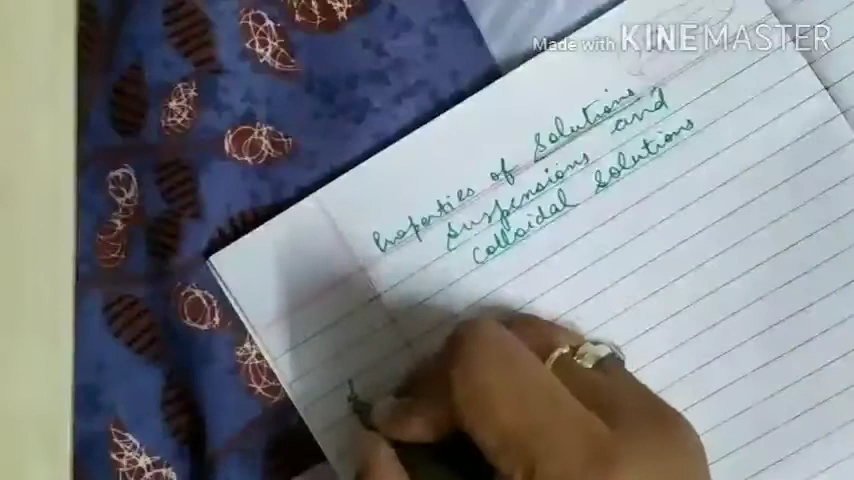 Made with KINEMASTER
Properties of Solutions
Suspensions and
Colloidal Solutions